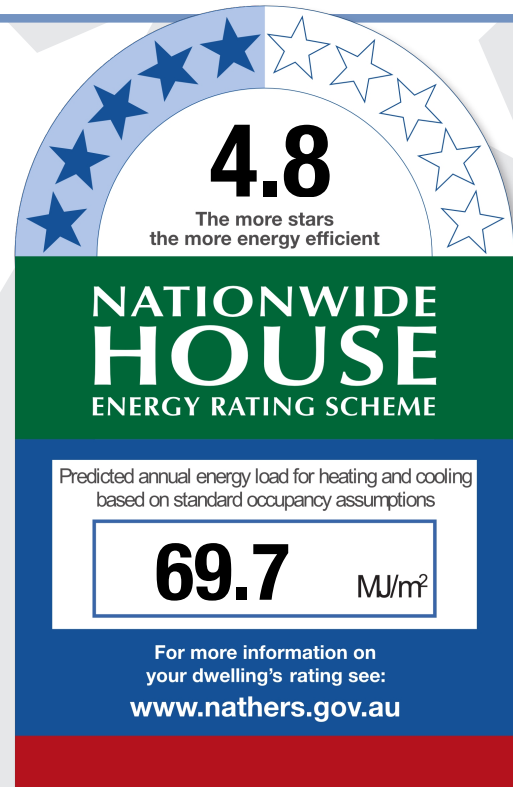 4.8
The more stars
the more energy efficient
NATIONWIDE
HOUSE
ENERGY RATING SCHEME
Predicted annual energy load for heating and cooling
based on standard occupancy assumptions
69.7 MJ/m²
For more information on
your dwelling's rating see:
www.nathers.gov.au